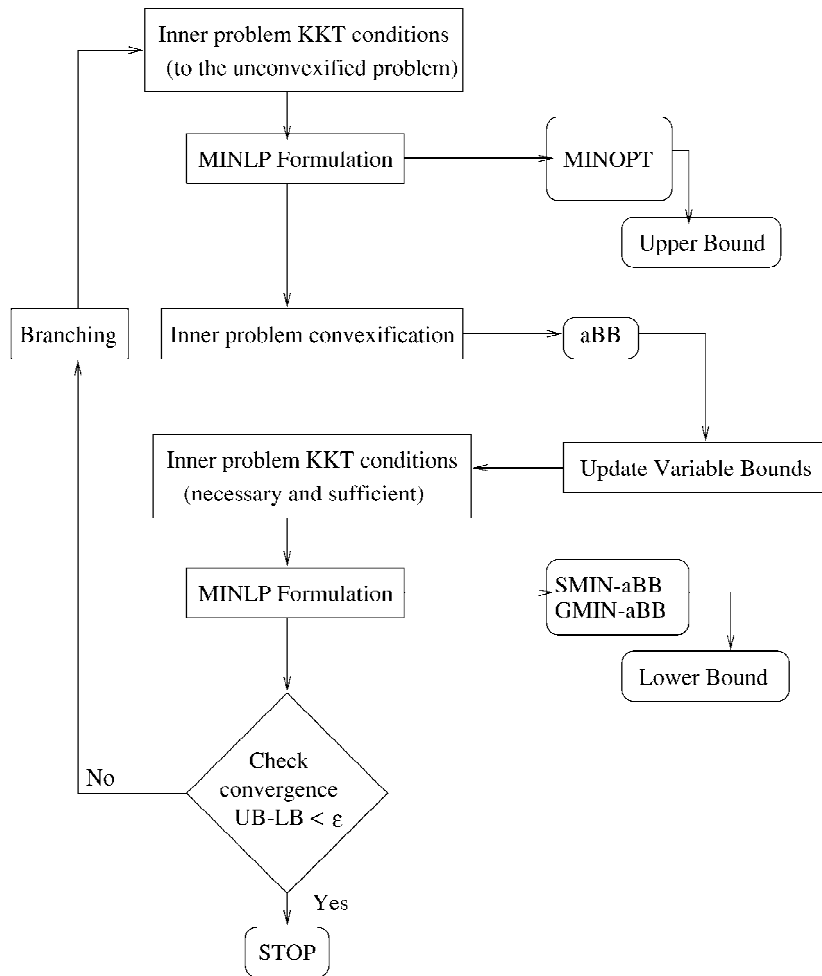 Inner problem KKT conditions
(to the unconvexified problem)
MINLP Formulation
MINOPT
Upper Bound
Branching
Inner problem convexification
aBB
Inner problem KKT conditions
(necessary and sufficient)
Update Variable Bounds
MINLP Formulation
SMIN-aBB
GMIN-aBB
Lower Bound
Check
convergence
UB-LB < ε
No
Yes
STOP